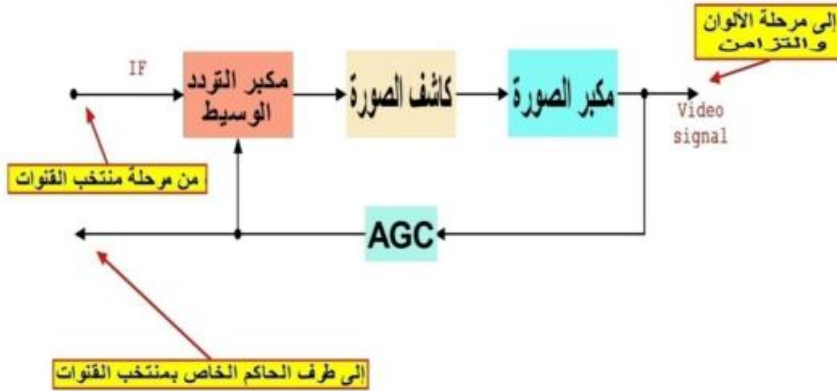 إلى مرحلة الألوان
والتزامن
IF
مكبر التردد
الوسيط
كاشف الصورة
مكبر الصورة
Video
signal
من مرحلة منتخب القنوات
AGC
إلى طرف الحاكم الخاص بمنتخب القنوات